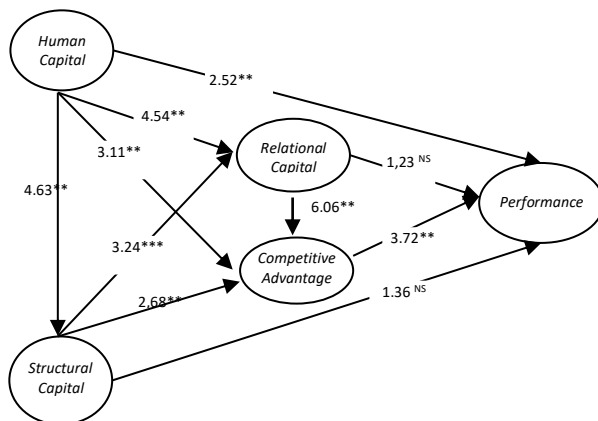 Human
Capital
2.52**
4.54**
3.11**
Relational
Capital
1,23 NS
4.63**
6.06**
Performance
3.24***
3.72**
Competitive
Advantage
2,68**
1.36 NS
Structural
Capital